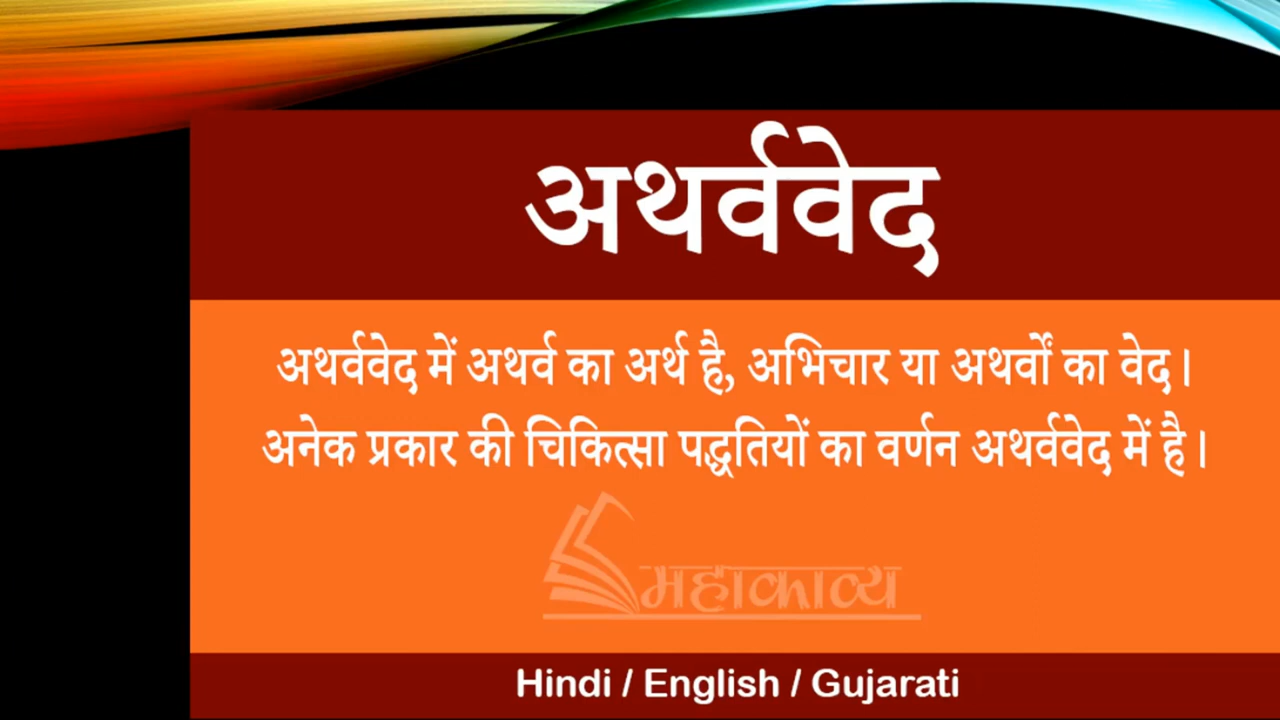 अथर्ववेद
अथर्ववेद में अथर्व का अर्थ है, अभिचार या अथर्वों का वेद।
अनेक प्रकार की चिकित्सा पद्धतियों का वर्णन अथर्ववेद में है।
महाकाव्य
Hindi / English / Gujarati